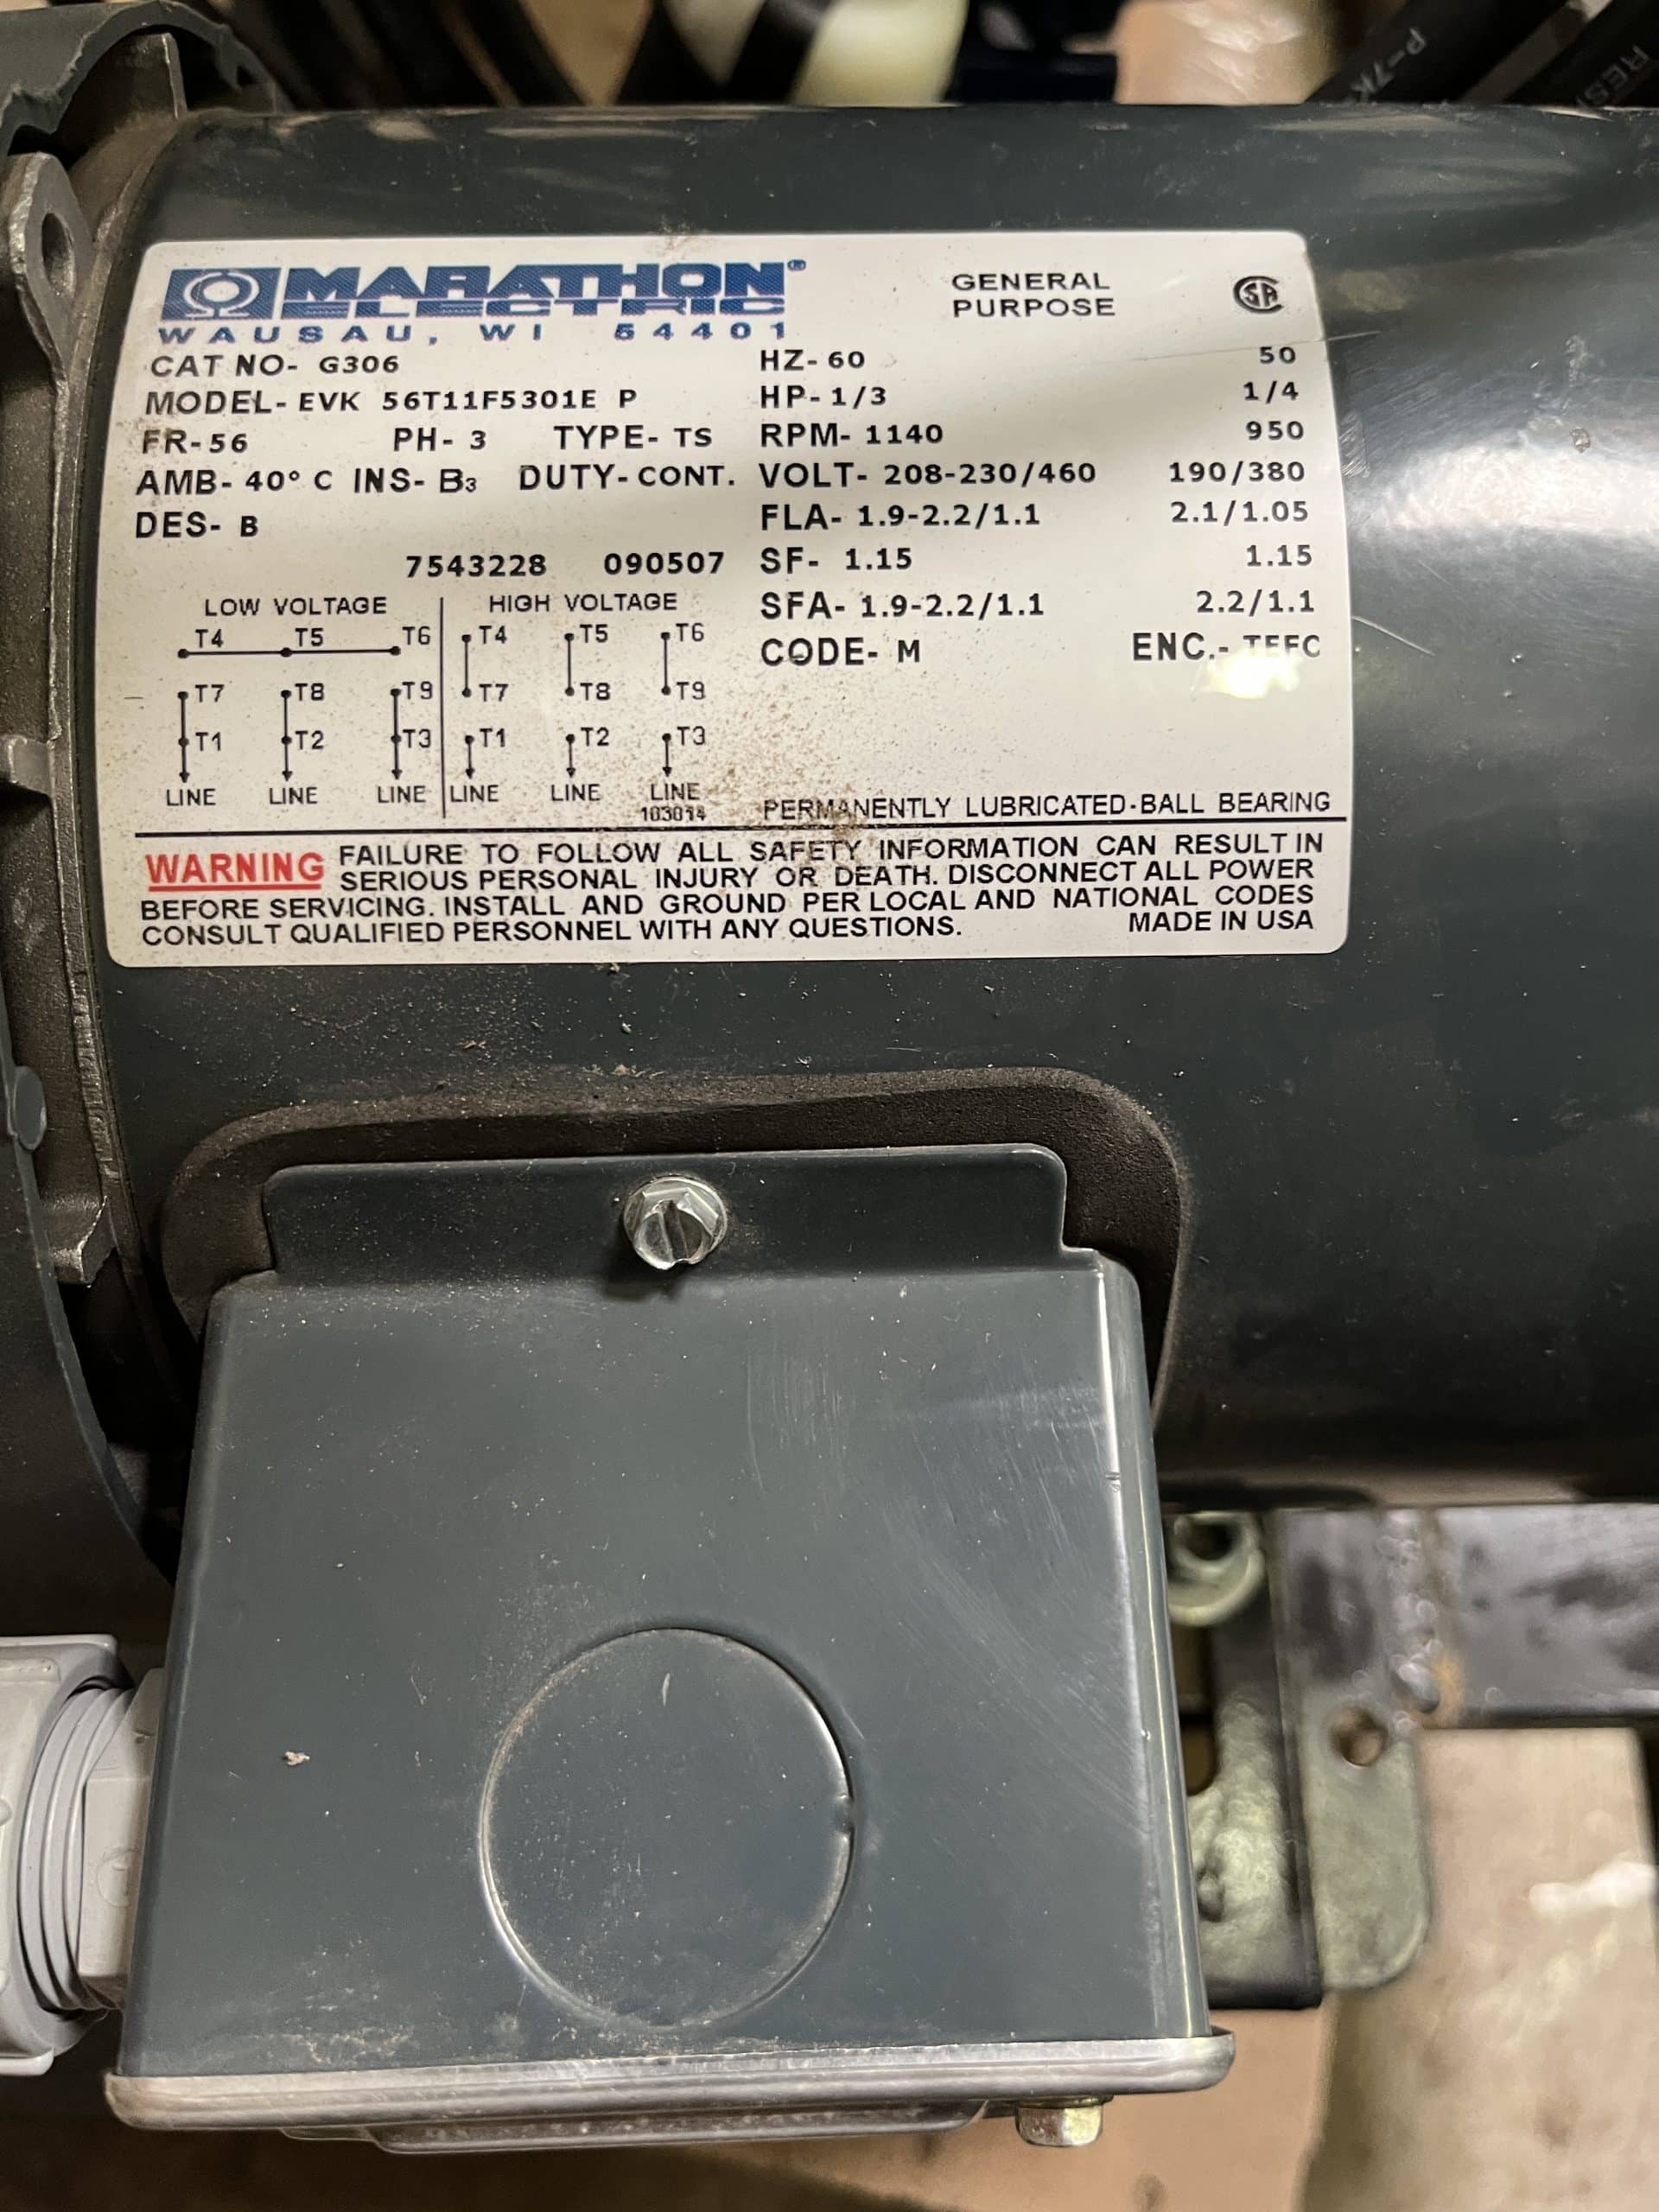 MARATHON®
ELECTRIC
WAUSAU, WI 54401
GENERAL
PURPOSE
CAT NO- G306
MODEL- EVK 56T11F5301E P
FR- 56 PH- 3 TYPE- TS
AMB- 40° C INS- B3 DUTY- CONT.
DES- B
7543228 090507
HZ- 60 50
HP- 1/3 1/4
RPM- 1140 950
VOLT- 208-230/460 190/380
FLA- 1.9-2.2/1.1 2.1/1.05
SF- 1.15 1.15
SFA- 1.9-2.2/1.1 2.2/1.1
CODE- M ENC.- TEFC
LOW VOLTAGE HIGH VOLTAGE
T4 T5 T6 T4 T5 T6
T7 T8 T9 T7 T8 T9
T1 T2 T3 T1 T2 T3
LINE LINE LINE LINE LINE LINE
PERMANENTLY LUBRICATED-BALL BEARING
WARNING FAILURE TO FOLLOW ALL SAFETY INFORMATION CAN RESULT IN
SERIOUS PERSONAL INJURY OR DEATH. DISCONNECT ALL POWER
BEFORE SERVICING. INSTALL AND GROUND PER LOCAL AND NATIONAL CODES
CONSULT QUALIFIED PERSONNEL WITH ANY QUESTIONS. MADE IN USA